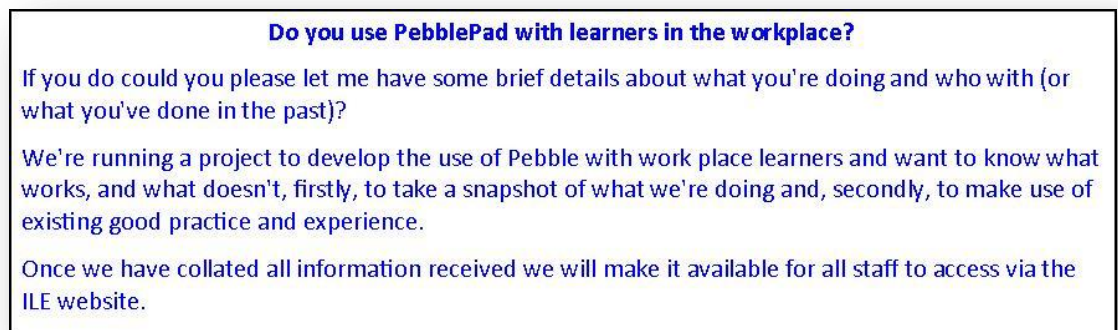 Do you use PebblePad with learners in the workplace?
If you do could you please let me have some brief details about what you're doing and who with (or
what you've done in the past)?
We're running a project to develop the use of Pebble with work place learners and want to know what
works, and what doesn't, firstly, to take a snapshot of what we're doing and, secondly, to make use of
existing good practice and experience.
Once we have collated all information received we will make it available for all staff to access via the
ILE website.